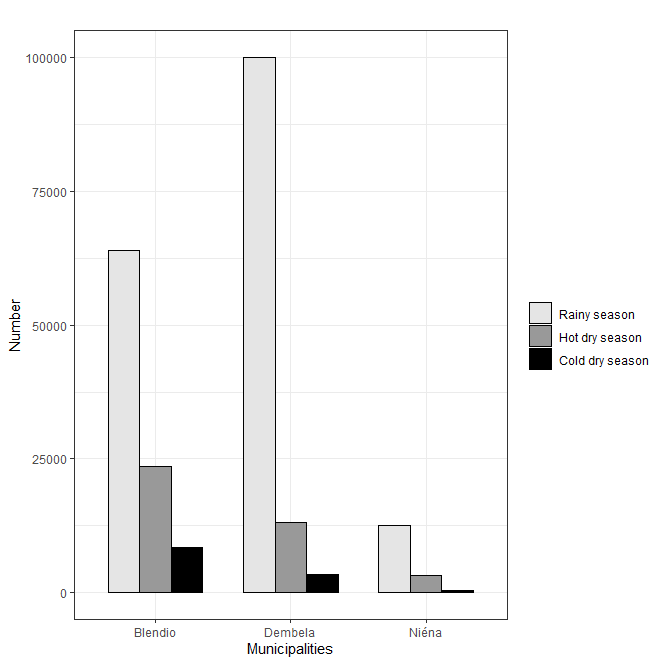 100000
75000
50000
25000
0
Number
Blendio Dembela Niéna
Municipalities
Rainy season
Hot dry season
Cold dry season